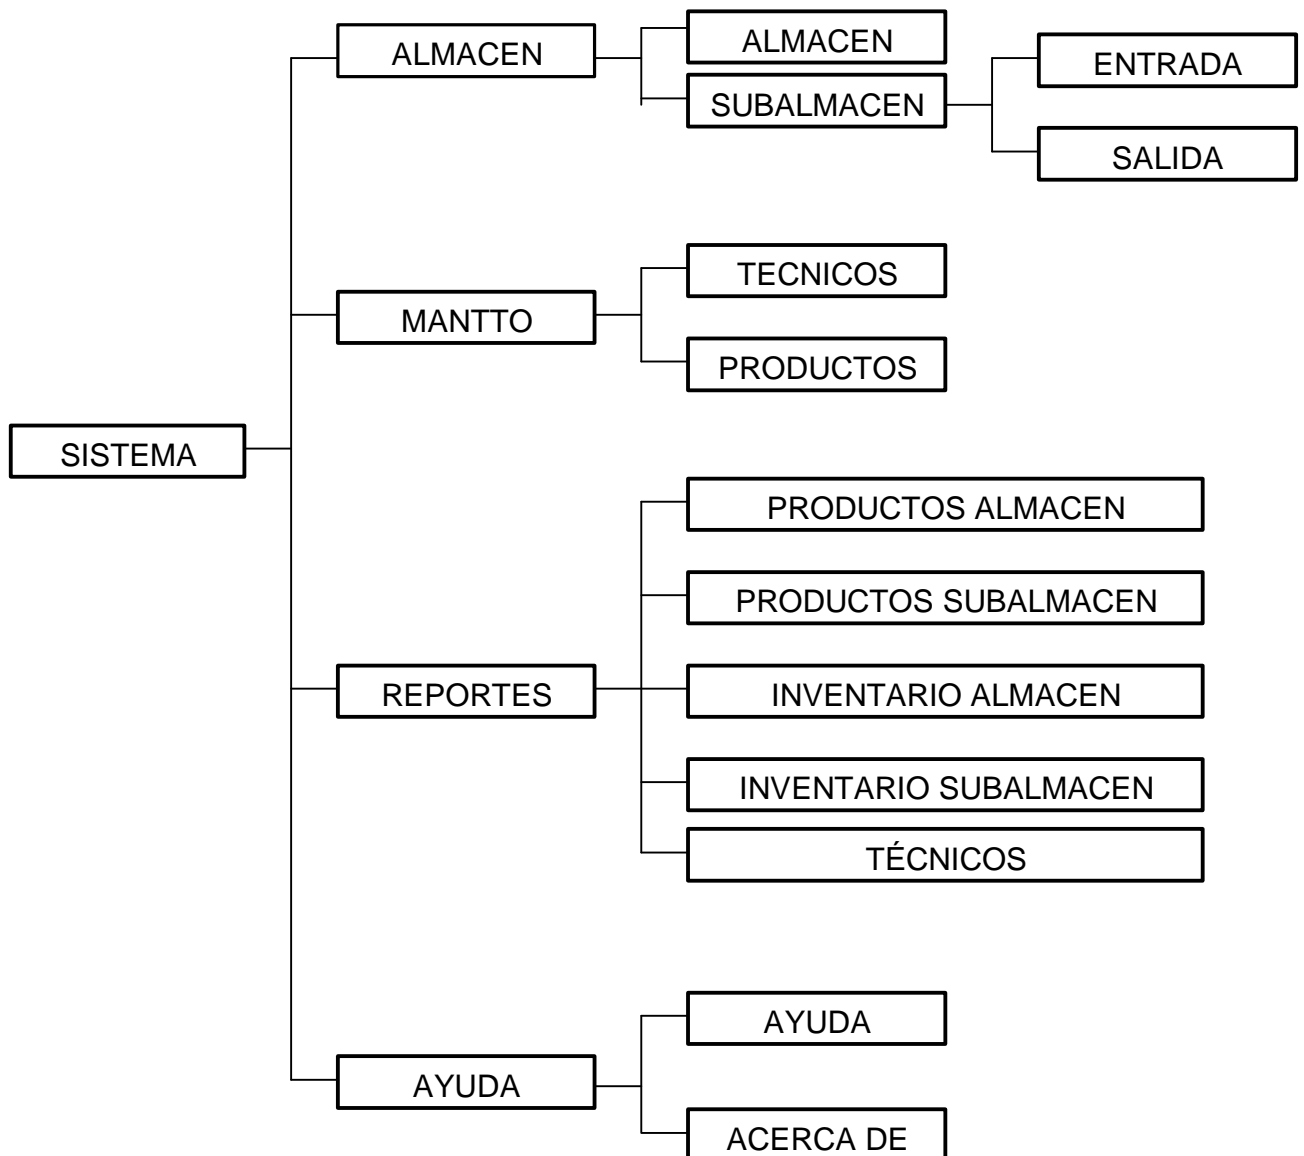 ALMACEN
ALMACEN
SUBALMACEN
ENTRADA
SALIDA
MANTTO
TECNICOS
PRODUCTOS
SISTEMA
REPORTES
PRODUCTOS ALMACEN
PRODUCTOS SUBALMACEN
INVENTARIO ALMACEN
INVENTARIO SUBALMACEN
TÉCNICOS
AYUDA
AYUDA
ACERCA DE